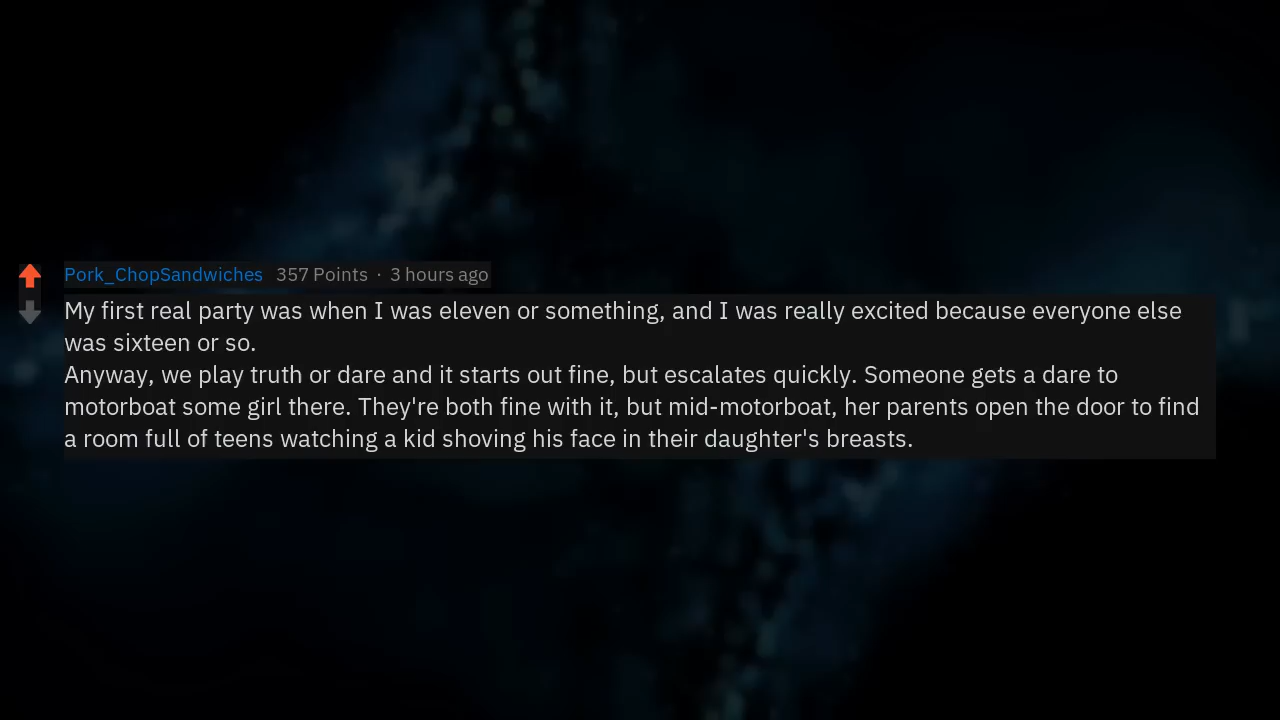 Pork_ChopSandwiches 357 Points · 3 hours ago
My first real party was when I was eleven or something, and I was really excited because everyone else
was sixteen or so.
Anyway, we play truth or dare and it starts out fine, but escalates quickly. Someone gets a dare to
motorboat some girl there. They're both fine with it, but mid-motorboat, her parents open the door to find
a room full of teens watching a kid shoving his face in their daughter's breasts.